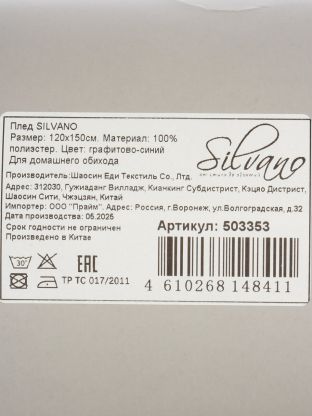 Плед SILVANO
Размер: 120х150см. Материал: 100%
полиэстер. Цвет: графитово-синий
Для домашнего обихода
Silvano
Производитель:Шаосин Еди Текстиль Со., Лтд.
Адрес: 312030, Гужиаданг Вилладж, Кианкинг Субдистрист, Кэцяо Дистрист,
Шаосин Сити, Чжэцзян, Китай
Импортер: ООО "Прайм". Адрес: Россия, г.Воронеж, ул.Волгоградская, д.32
Дата производства: 05.2025
Срок годности не ограничен
Произведено в Китае
Артикул: 503353
30°
EAC
ТР ТС 017/2011
4 610268 148411